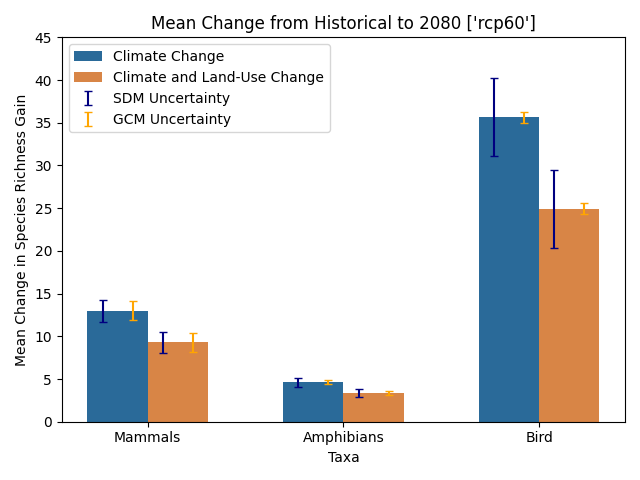 Mean Change from Historical to 2080 ['rcp60']
Climate Change
Climate and Land-Use Change
SDM Uncertainty
GCM Uncertainty
Mean Change in Species Richness Gain
45
40
35
30
25
20
15
10
5
0
Mammals
Amphibians
Bird
Taxa